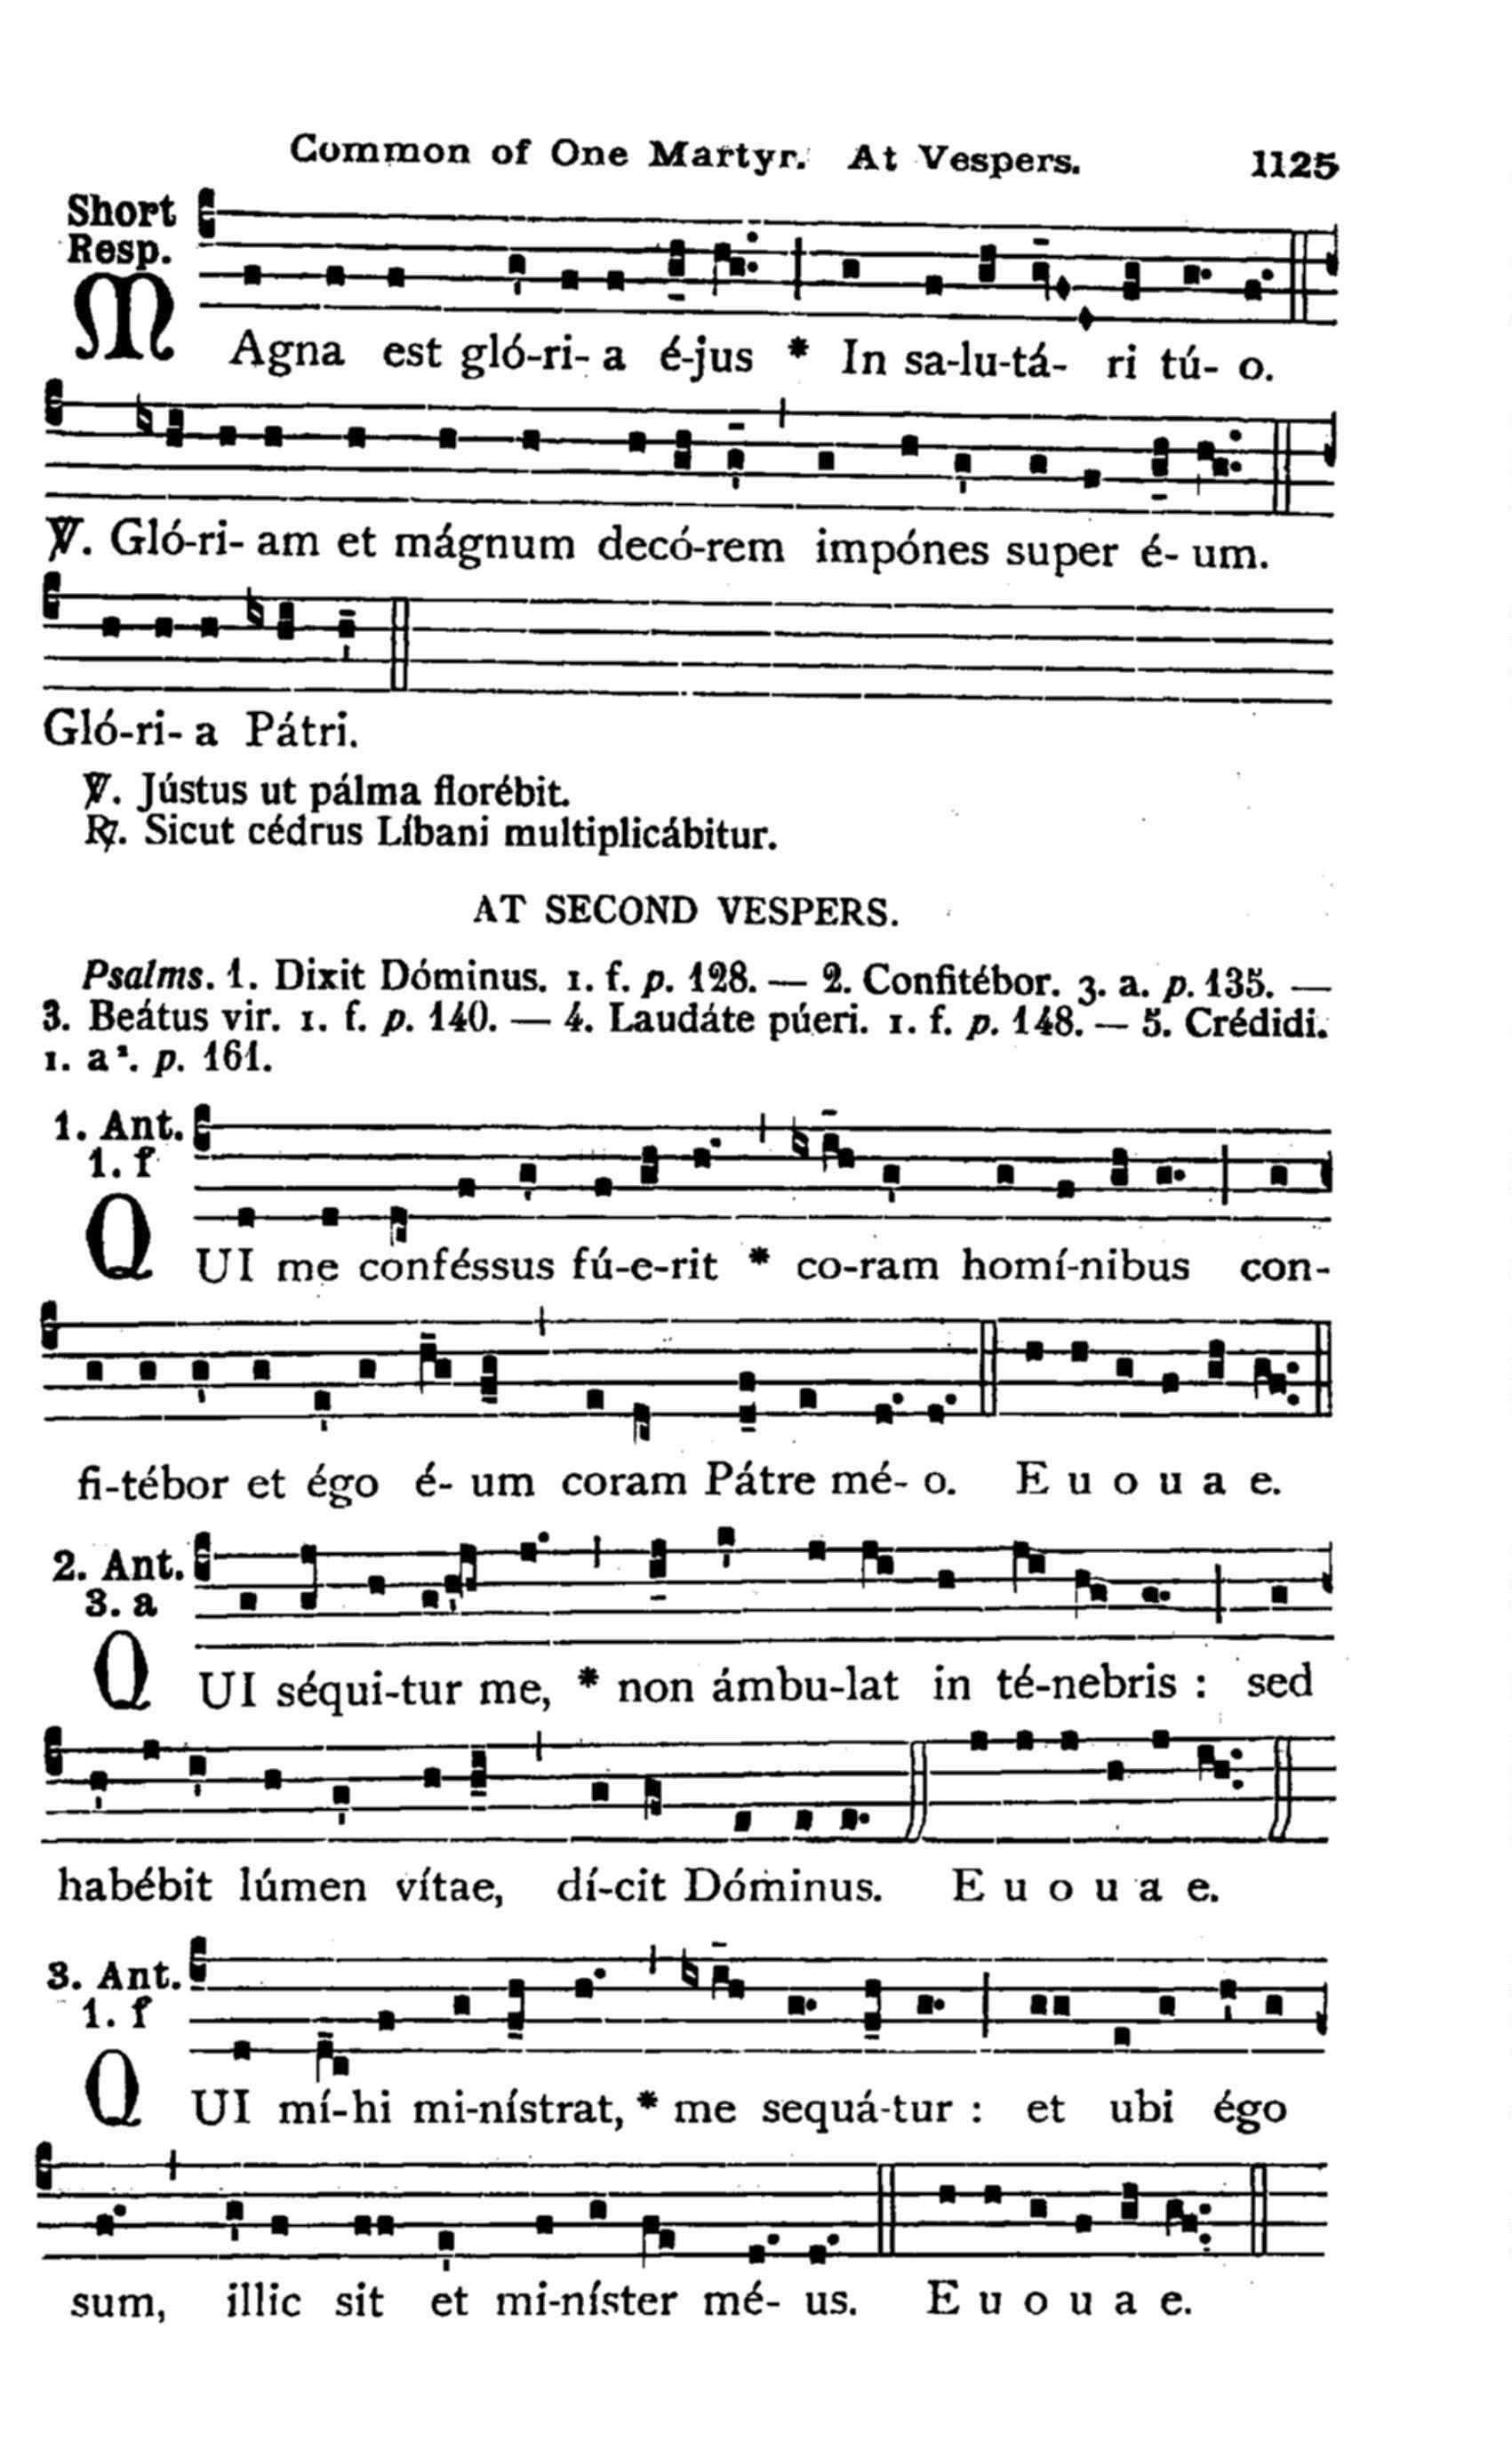 Common of One Martyr. At Vespers. 1125
Short
Resp.
MAgna est gló-ri- a é-jus * In sa-lu-tá- ri tú- o.
℣. Gló-ri- am et mágnum decó-rem impónes super é- um.
Gló-ri- a Pátri.
℣. Jústus ut pálma florébit.
℟. Sicut cédrus Líbani multiplicábitur.
AT SECOND VESPERS.
Psalms. 1. Dixit Dóminus. 1. f. p. 128. — 2. Confitébor. 3. a. p. 135. —
3. Beátus vir. 1. f. p. 140. — 4. Laudáte púeri. 1. f. p. 148. — 5. Crédidi.
1. a². p. 161.
1. Ant.
1. f
QUI me conféssus fú-e-rit * co-ram homí-nibus con-
fi-tébor et égo é- um coram Pátre mé- o. E u o u a e.
2. Ant.
3. a
QUI séqui-tur me, * non ámbu-lat in té-nebris : sed
habébit lúmen vítae, dí-cit Dóminus. E u o u a e.
3. Ant.
1. f
QUI mí-hi mi-nístrat, * me sequá-tur : et ubi égo
sum, illic sit et mi-níster mé- us. E u o u a e.